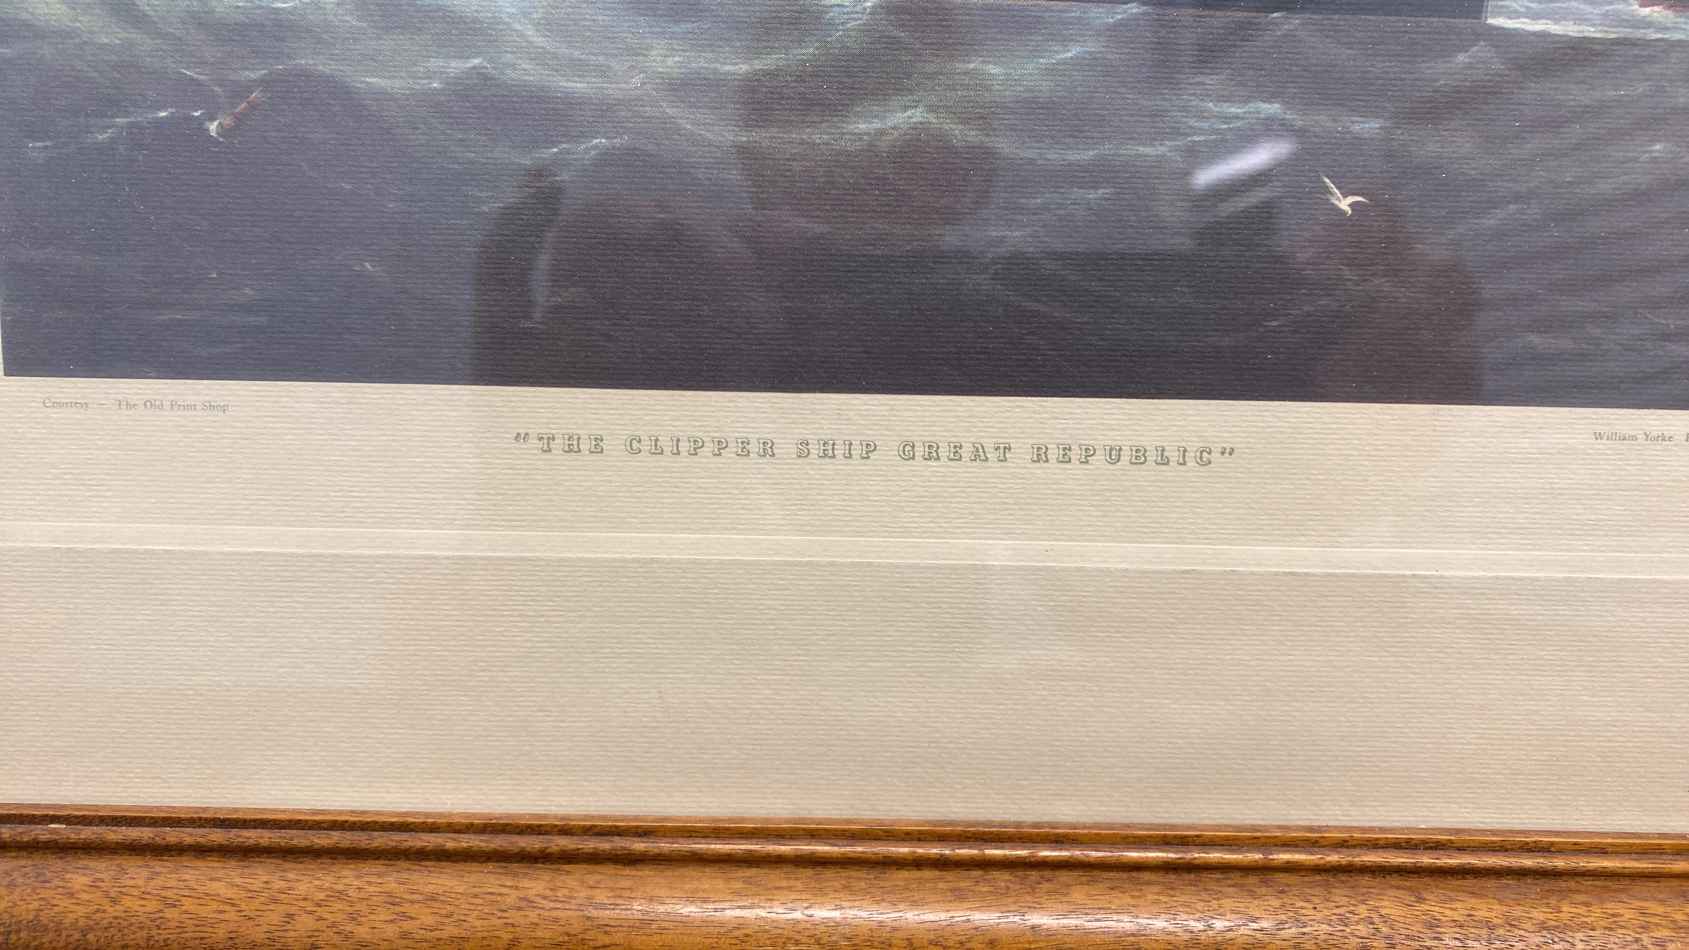 Courtesy — The Old Print Shop
"THE CLIPPER SHIP GREAT REPUBLIC"
William Yorke